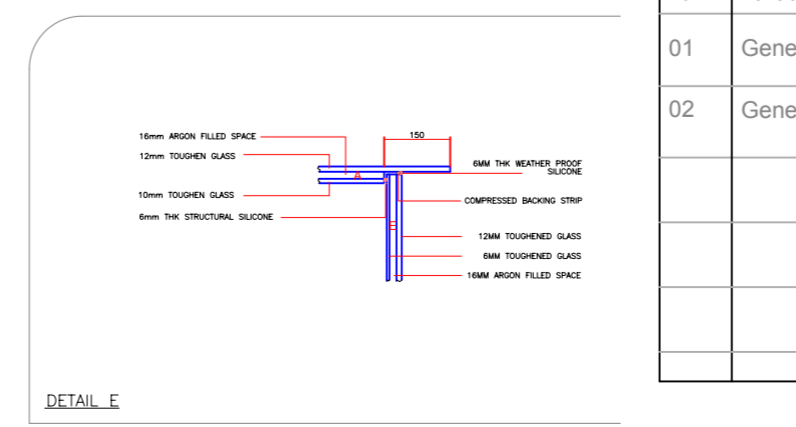 16mm ARGON FILLED SPACE
12mm TOUGHEN GLASS
10mm TOUGHEN GLASS
6mm THK STRUCTURAL SILICONE
150
A
B
6MM THK WEATHER PROOF
SILICONE
COMPRESSED BACKING STRIP
12MM TOUGHENED GLASS
6MM TOUGHENED GLASS
16MM ARGON FILLED SPACE
DETAIL E
01 Gene
02 Gene